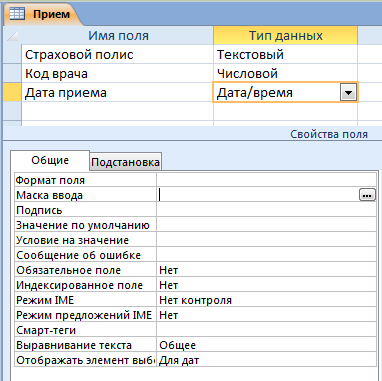 Прием
Имя поля Тип данных
Страховой полис Текстовый
Код врача Числовой
Дата приема Дата/время
Свойства поля
Общие Подстановка
Формат поля
Маска ввода
Подпись
Значение по умолчанию
Условие на значение
Сообщение об ошибке
Обязательное поле Нет
Индексированное поле Нет
Режим IME Нет контроля
Режим предложений IME Нет
Смарт-теги
Выравнивание текста Общее
Отображать элемент выбо Для дат